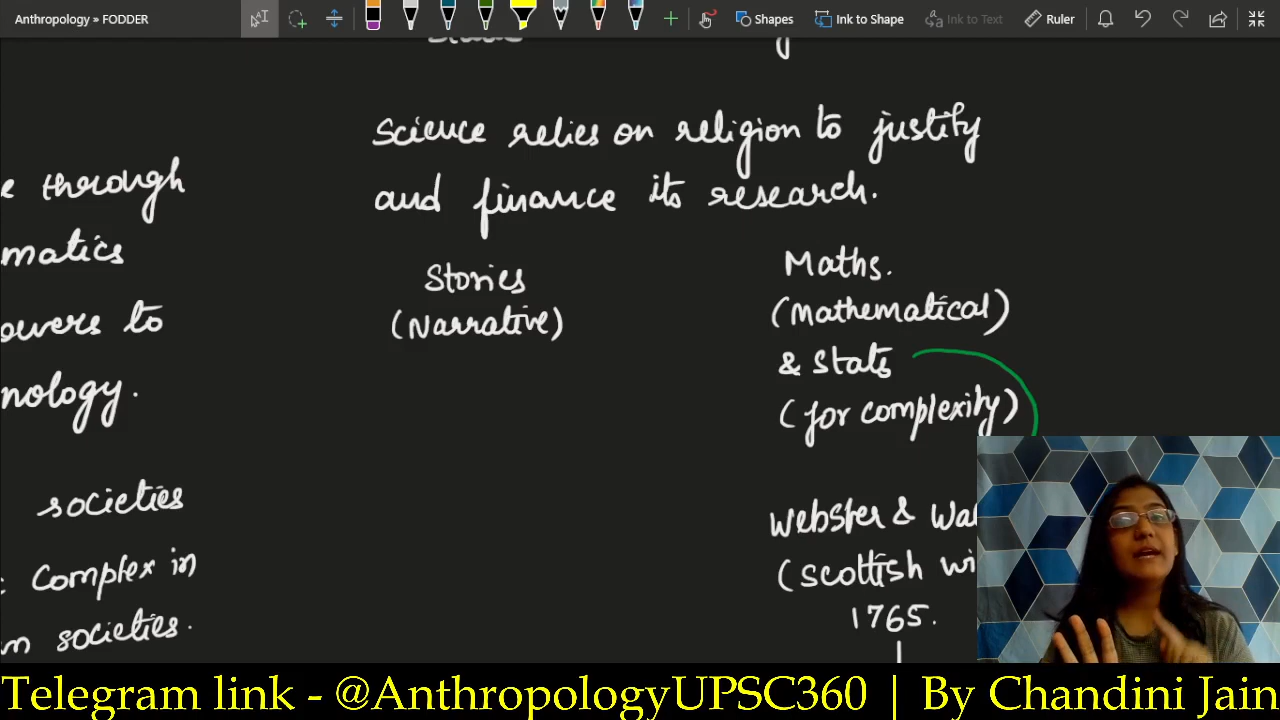 Anthropology » FODDER
Shapes
Ink to Shape
Ink to Text
Ruler
Science relies on religion to justify
and finance its research.
e through
matics
owers to
nology.
societies
complex in
societies.
Stories
(Narrative)
Maths.
(Mathematical)
& Stats
(for complexity)
Webster &
(Scottish
1765.
Telegram link - @AnthropologyUPSC360 | By Chandini Jain